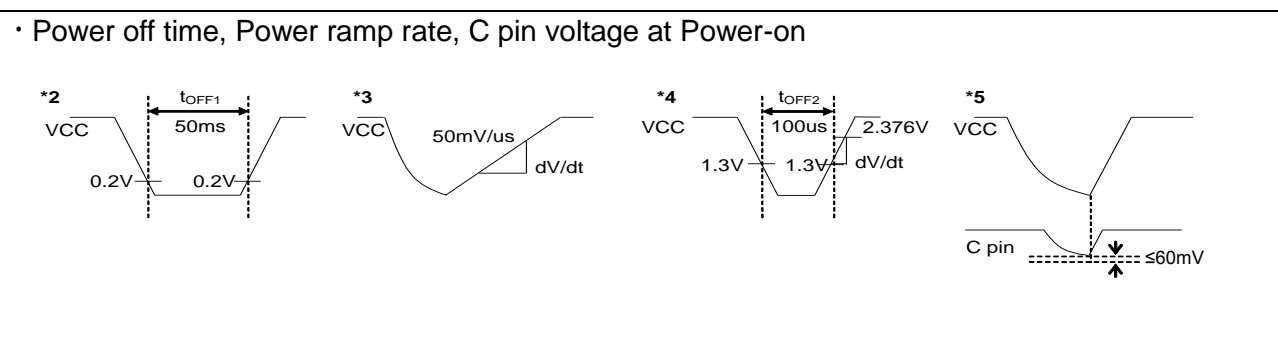 ・Power off time, Power ramp rate, C pin voltage at Power-on
*2
tOFF1
VCC
50ms
0.2V
0.2V
*3
VCC
50mV/us
dV/dt
*4
tOFF2
VCC
100us
2.376V
1.3V
1.3V
dV/dt
*5
VCC
C pin
≤60mV